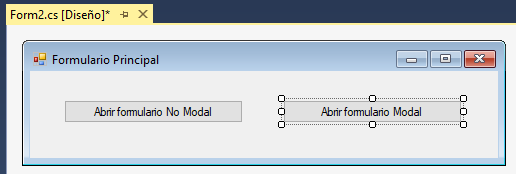 Form2.cs [Diseño]*
Formulario Principal
Abrir formulario No Modal
Abrir formulario Modal